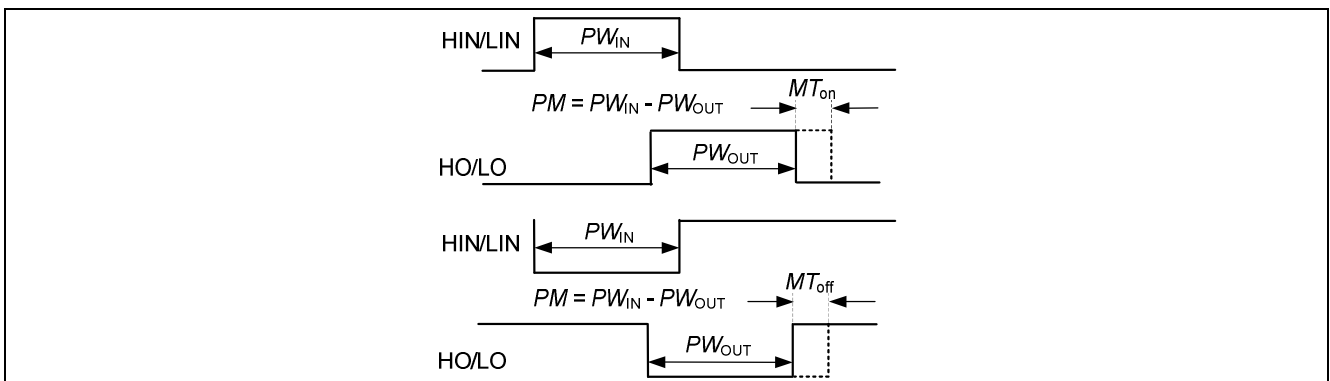 HIN/LIN
PW_IN
PM = PW_IN - PW_OUT
MT_on
HO/LO
PW_OUT
HIN/LIN
PW_IN
PM = PW_IN - PW_OUT
MT_off
HO/LO
PW_OUT